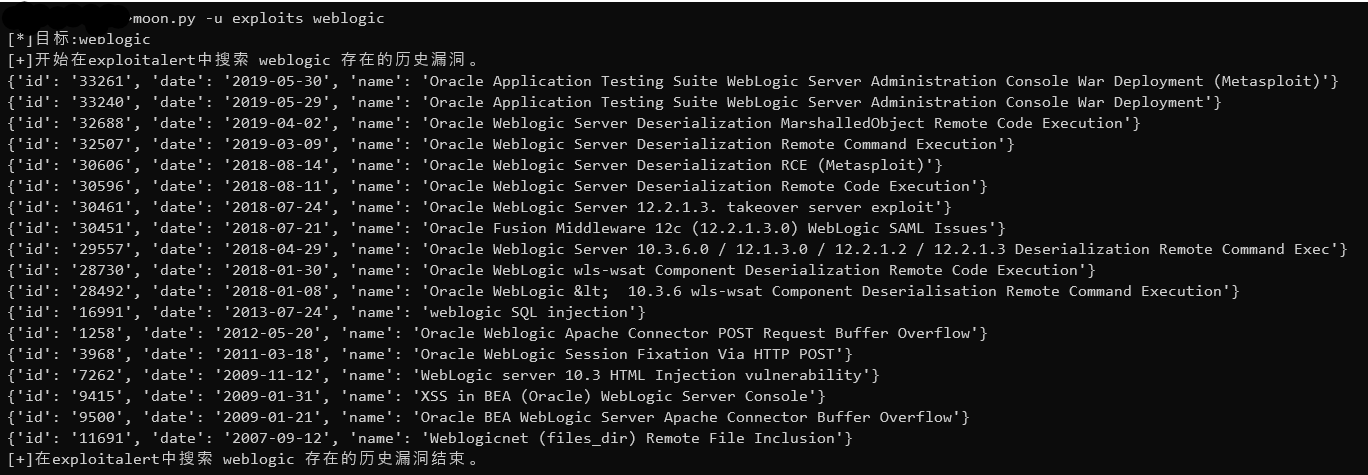 moon.py -u exploits weblogic
[*]目标:weblogic
[+]开始在exploitalert中搜索 weblogic 存在的历史漏洞。
{'id': '33261', 'date': '2019-05-30', 'name': 'Oracle Application Testing Suite WebLogic Server Administration Console War Deployment (Metasploit)'}
{'id': '33240', 'date': '2019-05-29', 'name': 'Oracle Application Testing Suite WebLogic Server Administration Console War Deployment'}
{'id': '32688', 'date': '2019-04-02', 'name': 'Oracle Weblogic Server Deserialization MarshalledObject Remote Code Execution'}
{'id': '32507', 'date': '2019-03-09', 'name': 'Oracle Weblogic Server Deserialization Remote Command Execution'}
{'id': '30606', 'date': '2018-08-14', 'name': 'Oracle Weblogic Server Deserialization RCE (Metasploit)'}
{'id': '30596', 'date': '2018-08-11', 'name': 'Oracle Weblogic Server Deserialization Remote Code Execution'}
{'id': '30461', 'date': '2018-07-24', 'name': 'Oracle WebLogic Server 12.2.1.3. takeover server exploit'}
{'id': '30451', 'date': '2018-07-21', 'name': 'Oracle Fusion Middleware 12c (12.2.1.3.0) WebLogic SAML Issues'}
{'id': '29557', 'date': '2018-04-29', 'name': 'Oracle Weblogic Server 10.3.6.0 / 12.1.3.0 / 12.2.1.2 / 12.2.1.3 Deserialization Remote Command Exec'}
{'id': '28730', 'date': '2018-01-30', 'name': 'Oracle WebLogic wls-wsat Component Deserialization Remote Code Execution'}
{'id': '28492', 'date': '2018-01-08', 'name': 'Oracle WebLogic &lt;  10.3.6 wls-wsat Component Deserialisation Remote Command Execution'}
{'id': '16991', 'date': '2013-07-24', 'name': 'weblogic SQL injection'}
{'id': '1258', 'date': '2012-05-20', 'name': 'Oracle Weblogic Apache Connector POST Request Buffer Overflow'}
{'id': '3968', 'date': '2011-03-18', 'name': 'Oracle WebLogic Session Fixation Via HTTP POST'}
{'id': '7262', 'date': '2009-11-12', 'name': 'WebLogic server 10.3 HTML Injection vulnerability'}
{'id': '9415', 'date': '2009-01-31', 'name': 'XSS in BEA (Oracle) WebLogic Server Console'}
{'id': '9500', 'date': '2009-01-21', 'name': 'Oracle BEA WebLogic Server Apache Connector Buffer Overflow'}
{'id': '11691', 'date': '2007-09-12', 'name': 'Weblogicnet (files_dir) Remote File Inclusion'}
[+]在exploitalert中搜索 weblogic 存在的历史漏洞结束。